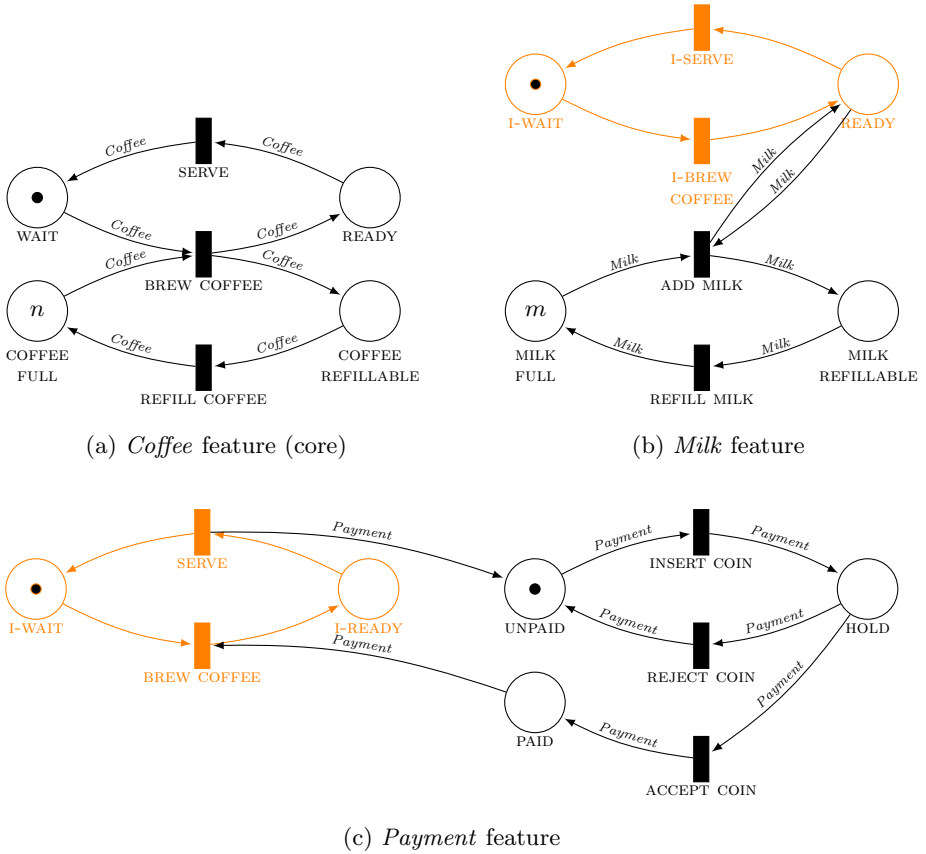 I-SERVE
I-WAIT
READY
I-BREW
COFFEE
Milk
Milk
Coffee
Coffee
SERVE
WAIT
READY
Coffee
Coffee
Coffee
Coffee
BREW COFFEE
n
COFFEE
FULL
COFFEE
REFILLABLE
Coffee
Coffee
REFILL COFFEE
Milk
Milk
ADD MILK
m
MILK
FULL
MILK
REFILLABLE
Milk
Milk
REFILL MILK
(a) Coffee feature (core)
(b) Milk feature
SERVE
Payment
I-WAIT
I-READY
BREW COFFEE
Payment
Payment
Payment
INSERT COIN
UNPAID
HOLD
Payment
Payment
REJECT COIN
Payment
PAID
Payment
ACCEPT COIN
(c) Payment feature